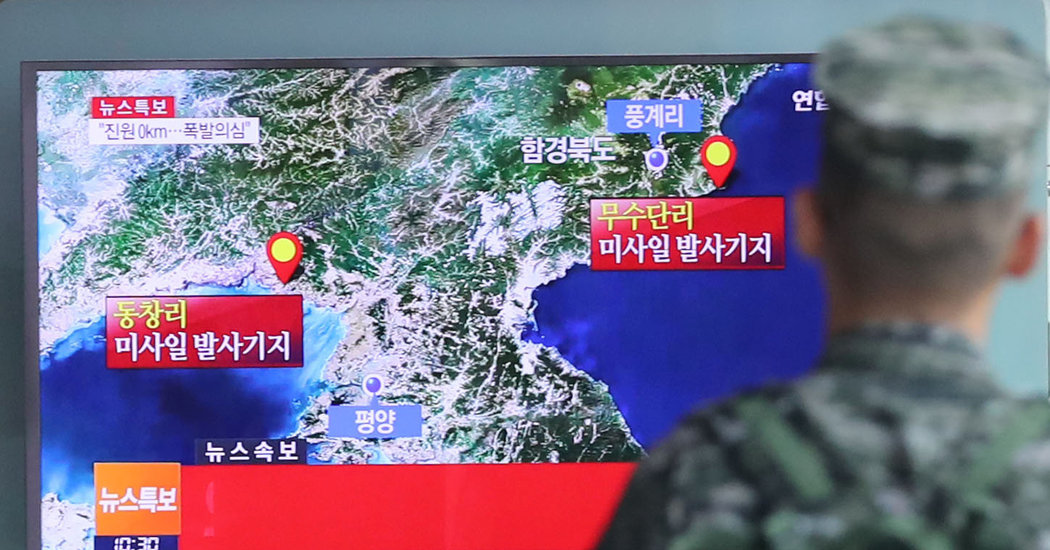 뉴스특보
"진원 0km…폭발의심"
풍계리
함경북도
무수단리
미사일 발사기지
동창리
미사일 발사기지
평양
뉴스속보
뉴스특보
10:30